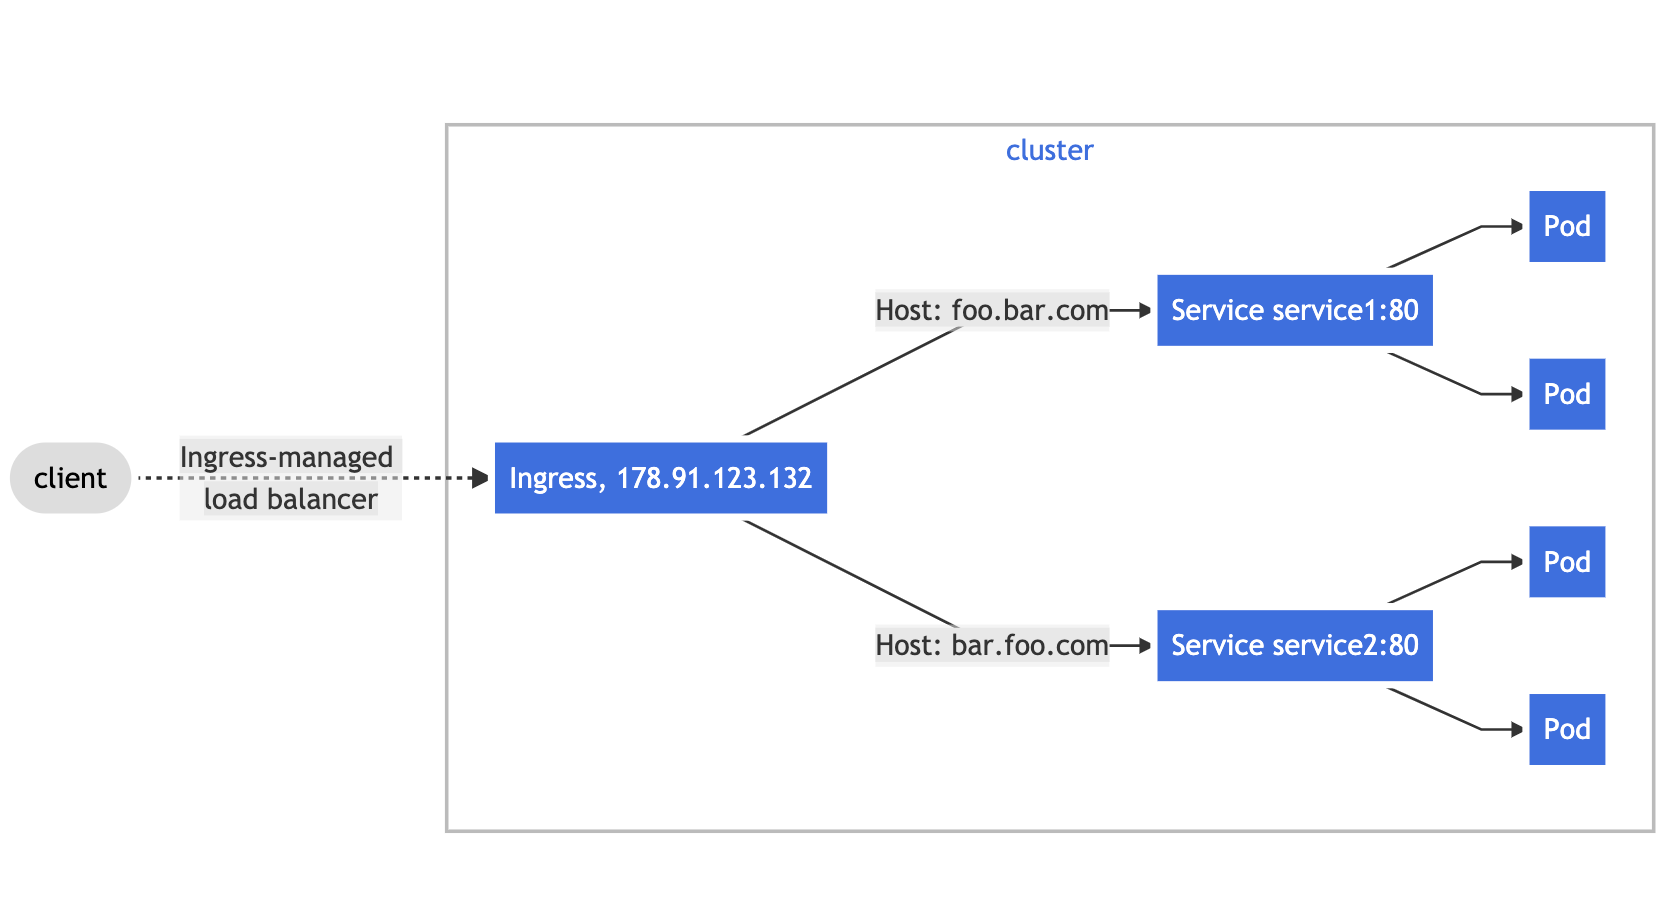 cluster
client
Ingress-managed
load balancer
Ingress, 178.91.123.132
Host: foo.bar.com
Service service1:80
Pod
Pod
Host: bar.foo.com
Service service2:80
Pod
Pod